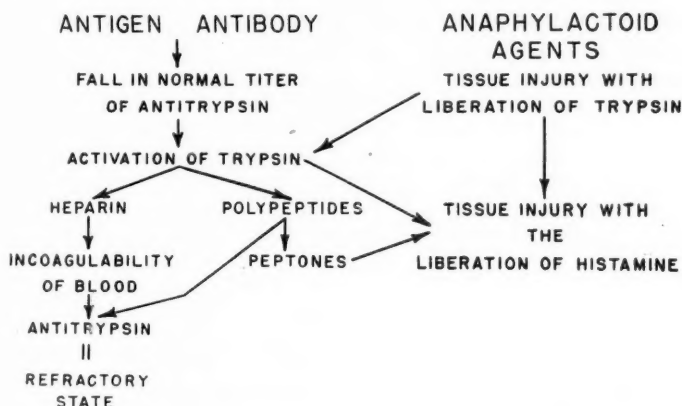 ANTIGEN ANTIBODY
FALL IN NORMAL TITER
OF ANTITRYPSIN
ACTIVATION OF TRYPSIN
HEPARIN
POLYPEPTIDES
INCOAGULABILITY
OF BLOOD
PEPTONES
ANTITRYPSIN
REFRACTORY
STATE
ANAPHYLACTOID
AGENTS
TISSUE INJURY WITH
LIBERATION OF TRYPSIN
TISSUE INJURY WITH
THE
LIBERATION OF HISTAMINE